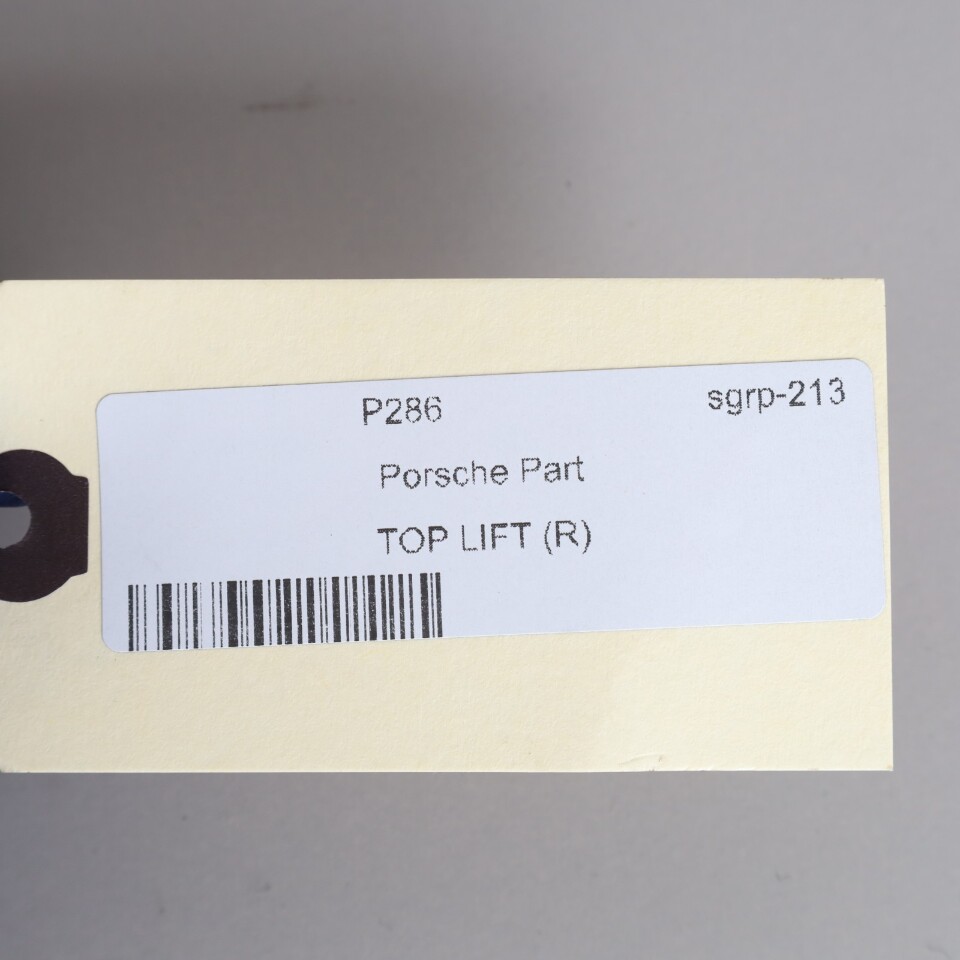 P286 sgrp-213
Porsche Part
TOP LIFT (R)